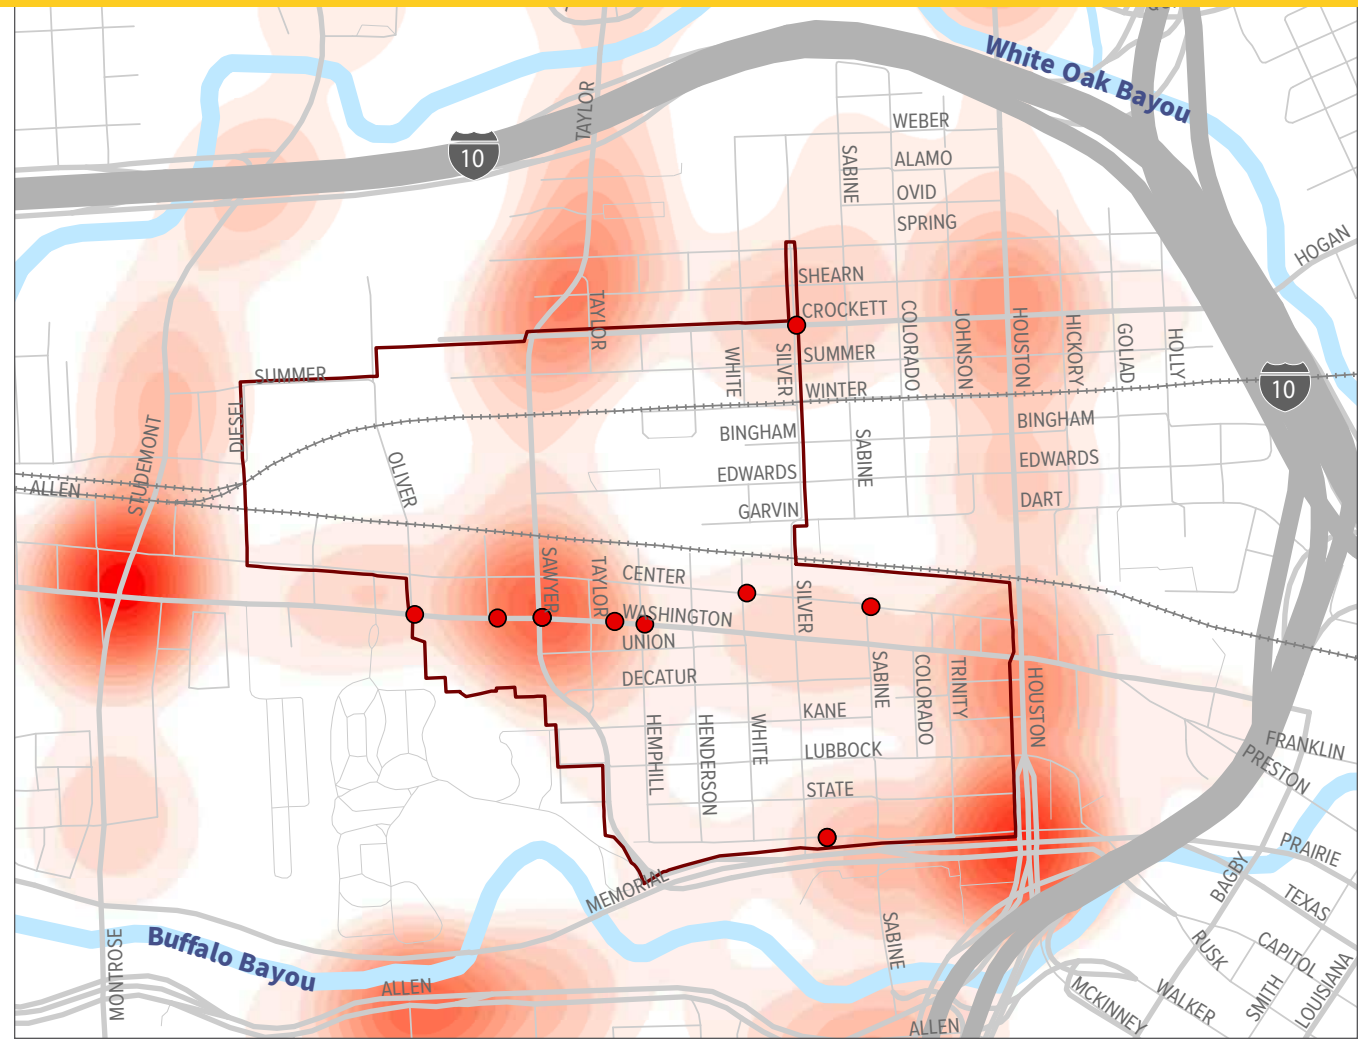 White Oak Bayou
TAYLOR
10
WEBER
SABINE
ALAMO
OVID
SPRING
HOGAN
SHEARN
CROCKETT
TAYLOR
COLORADO
JOHNSON
HOUSTON
HICKORY
GOLIAD
HOLLY
WHITE
SILVER
SUMMER
SUMMER
WINTER
10
DIESEL
STUDEMONT
BINGHAM
BINGHAM
SABINE
EDWARDS
EDWARDS
OLIVER
ALLEN
GARVIN
DART
SAWYER
TAYLOR
CENTER
SILVER
WASHINGTON
UNION
DECATUR
SABINE
COLORADO
TRINITY
HOUSTON
KANE
HEMPHILL
HENDERSON
WHITE
LUBBOCK
STATE
FRANKLIN
PRESTON
PRAIRIE
BAGBY
MEMORIAL
TEXAS
SABINE
MONTROSE
Buffalo Bayou
RUSK
CAPITOL
LOUISIANA
ALLEN
MCKINNEY
WALKER
SMITH
ALLEN